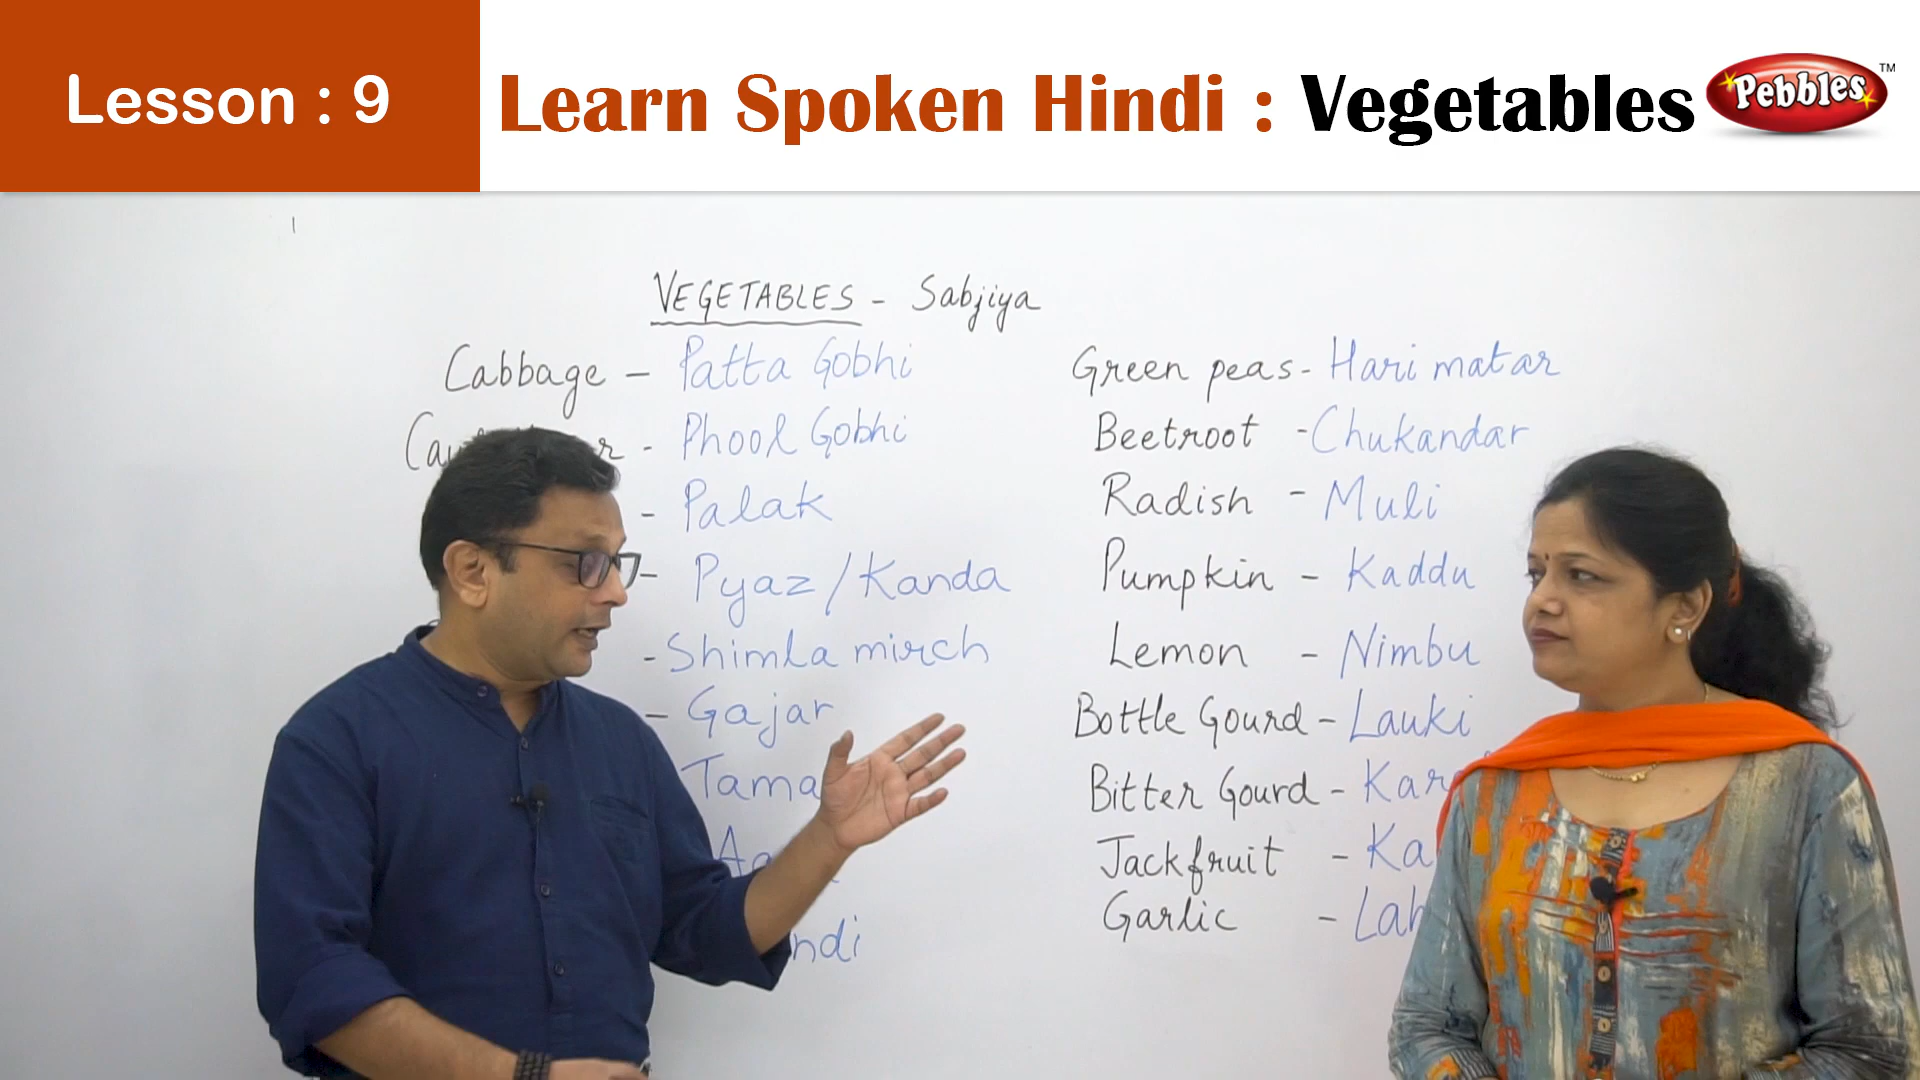 Lesson : 9
Learn Spoken Hindi : Vegetables
Pebbles TM
VEGETABLES - Sabjiya
Cabbage - Patta Gobhi
- Phool Gobhi
- Palak
- Pyaz / Kanda
- Shimla mirch
- Gajar
Green peas - Hari matar
Beetroot - Chukandar
Radish - Muli
Pumpkin - Kaddu
Lemon - Nimbu
Bottle Gourd - Lauki
Bitter Gourd -
Jackfruit -
Garlic -